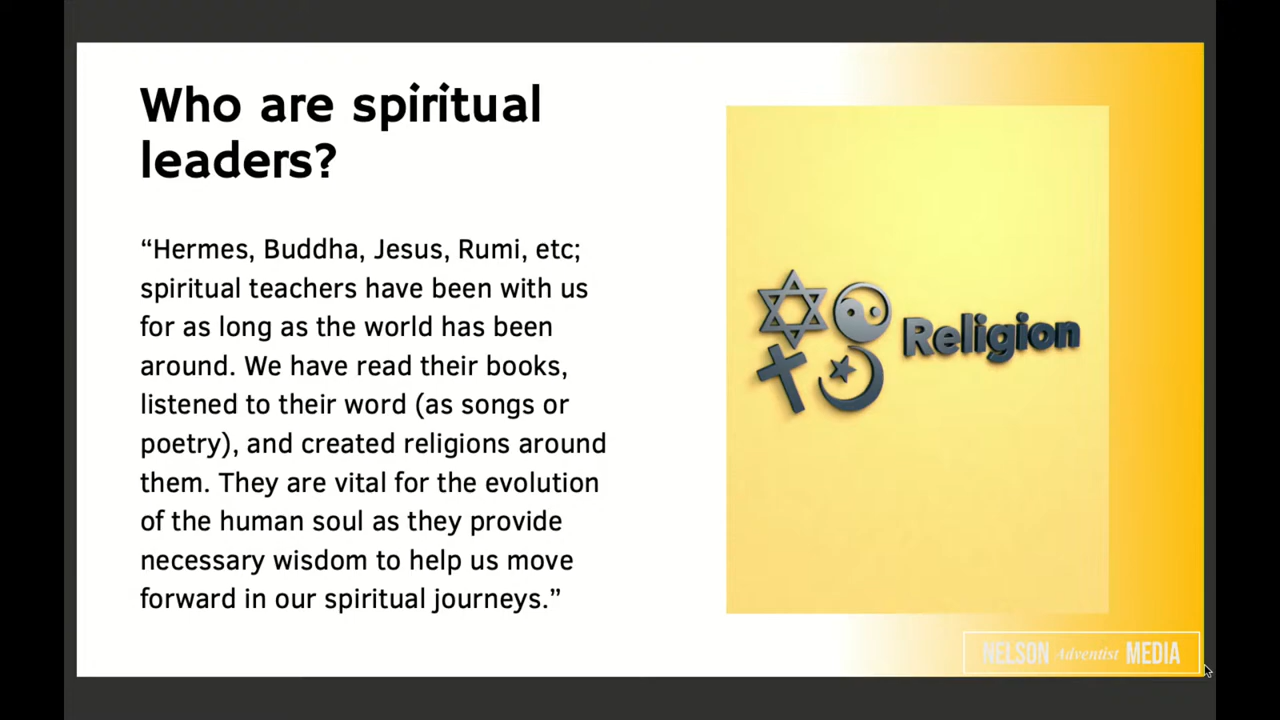 Who are spiritual
leaders?
“Hermes, Buddha, Jesus, Rumi, etc;
spiritual teachers have been with us
for as long as the world has been
around. We have read their books,
listened to their word (as songs or
poetry), and created religions around
them. They are vital for the evolution
of the human soul as they provide
necessary wisdom to help us move
forward in our spiritual journeys.”
Religion
NELSON Adventist MEDIA